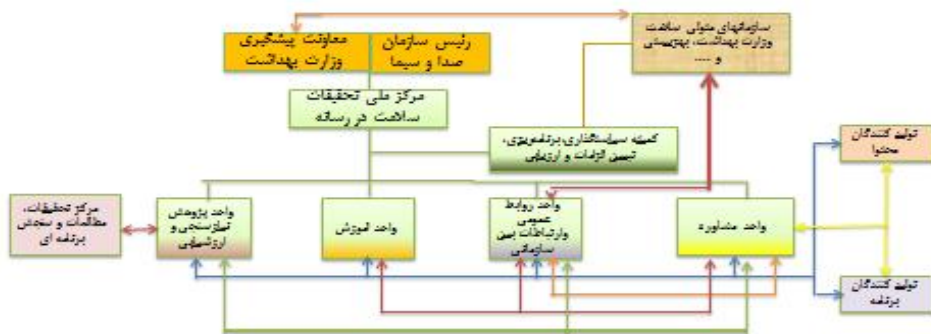 سازمانهای متولی سلامت
وزارت بهداشت، بهزیستی
و ....
رئیس سازمان
صدا و سیما
معاونت پیشگیری
وزارت بهداشت
مرکز ملی تحقیقات
سلامت در رسانه
کمیته سیاستگذاری، برنامه‌ریزی،
تبیین الزامات و ارزیابی
تولید کنندگان
محتوا
واحد مشاوره
واحد روابط
عمومی
وارتباطات بین
سازمانی
واحد آموزش
واحد پژوهش
نیازسنجی و
ارزشیابی
مرکز تحقیقات،
مطالعات و سنجش
برنامه ای
تولید کنندگان
برنامه